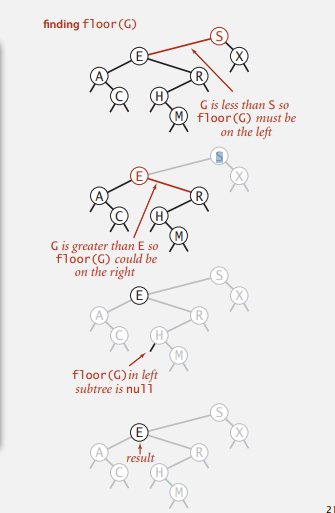 finding floor(G)
S
E
X
A
R
C
H
M
G is less than S so
floor(G) must be
on the left
S
E
X
A
R
C
H
M
G is greater than E so
floor(G) could be
on the right
S
E
X
A
R
C
H
M
floor(G)in left
subtree is null
S
E
X
A
R
result
C
H
M
21